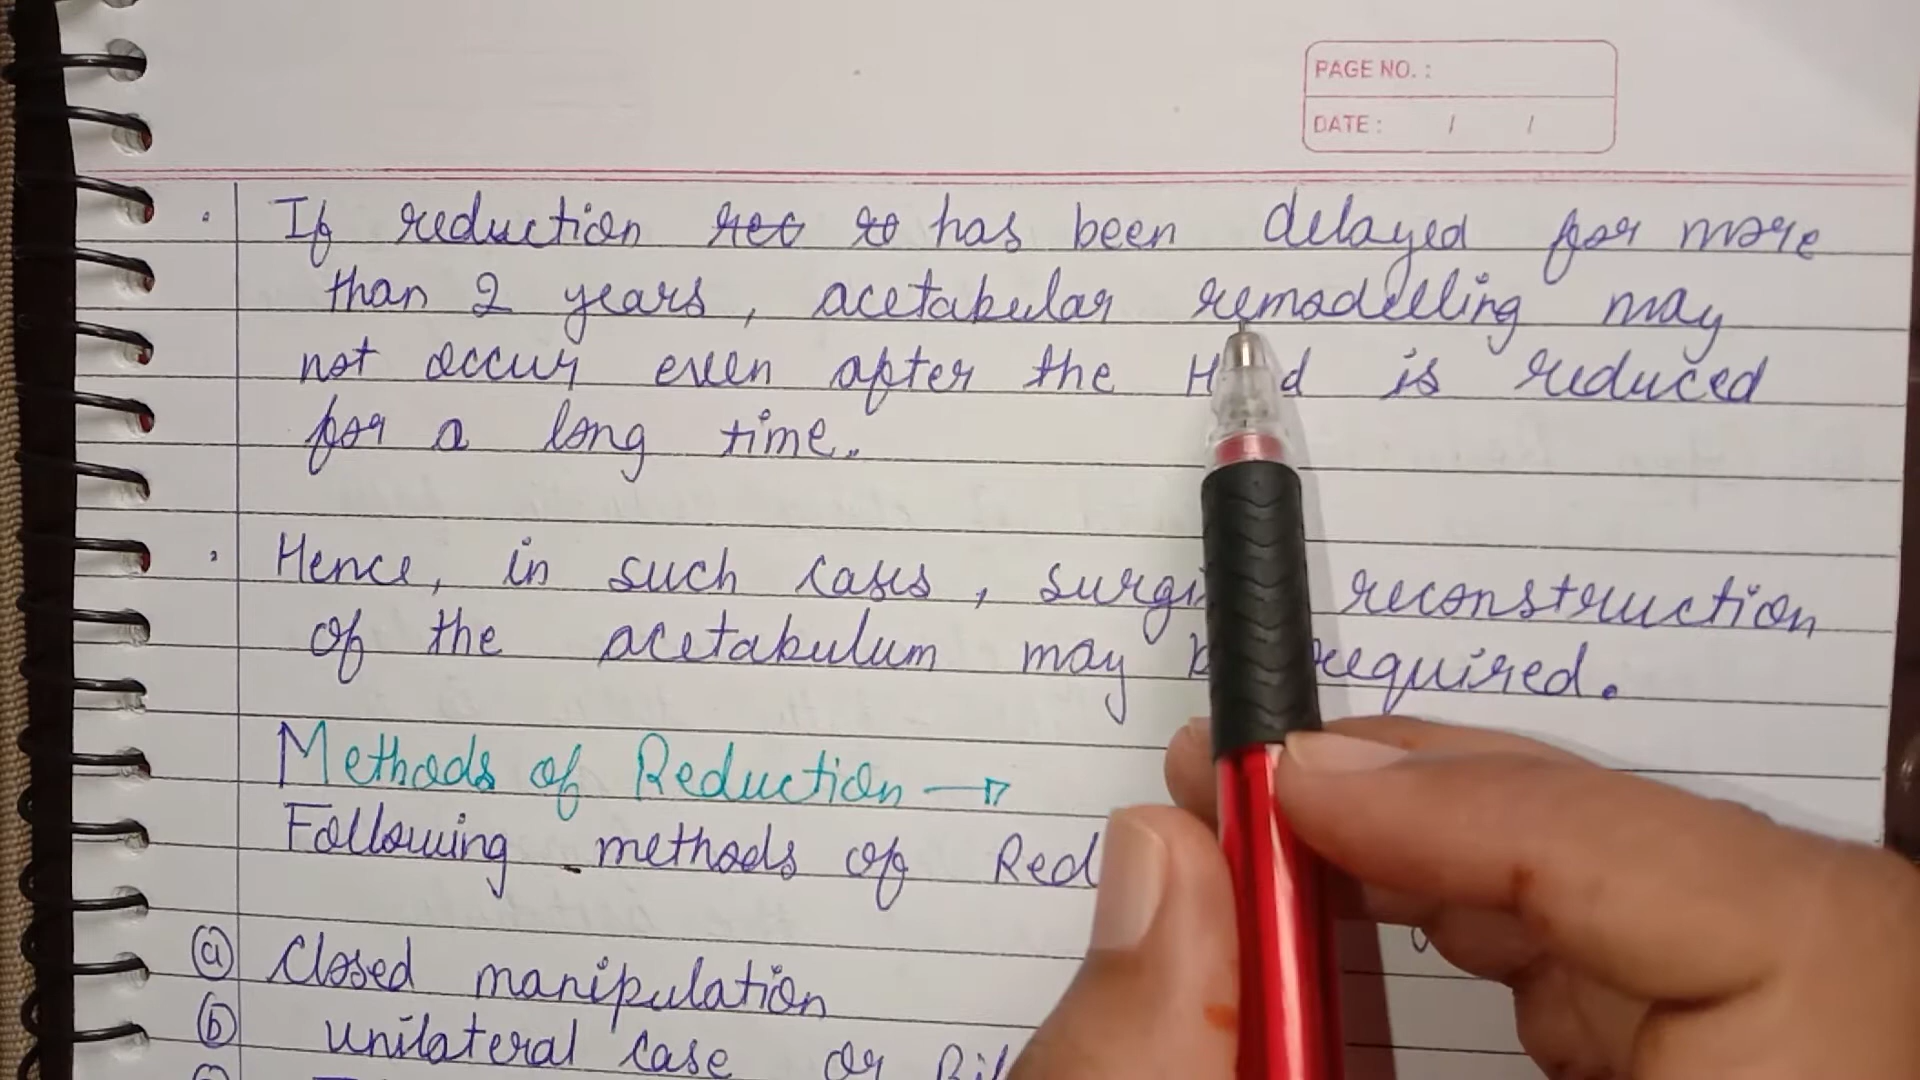 PAGE NO. :
DATE : / /
If reduction has been delayed for more
than 2 years, acetabular remodelling may
not occur even after the is reduced
for a long time.
Hence, in such cases, reconstruction
of the acetabulum may required.
Methods of Reduction →
Following methods of
(a) Closed manipulation
(b) unilateral case or